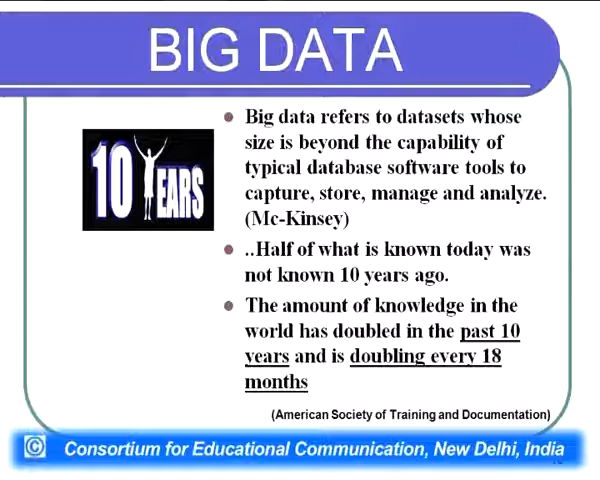 BIG DATA
10 YEARS
Big data refers to datasets whose
size is beyond the capability of
typical database software tools to
capture, store, manage and analyze.
(Mc-Kinsey)
..Half of what is known today was
not known 10 years ago.
The amount of knowledge in the
world has doubled in the past 10
years and is doubling every 18
months
(American Society of Training and Documentation)
© Consortium for Educational Communication, New Delhi, India